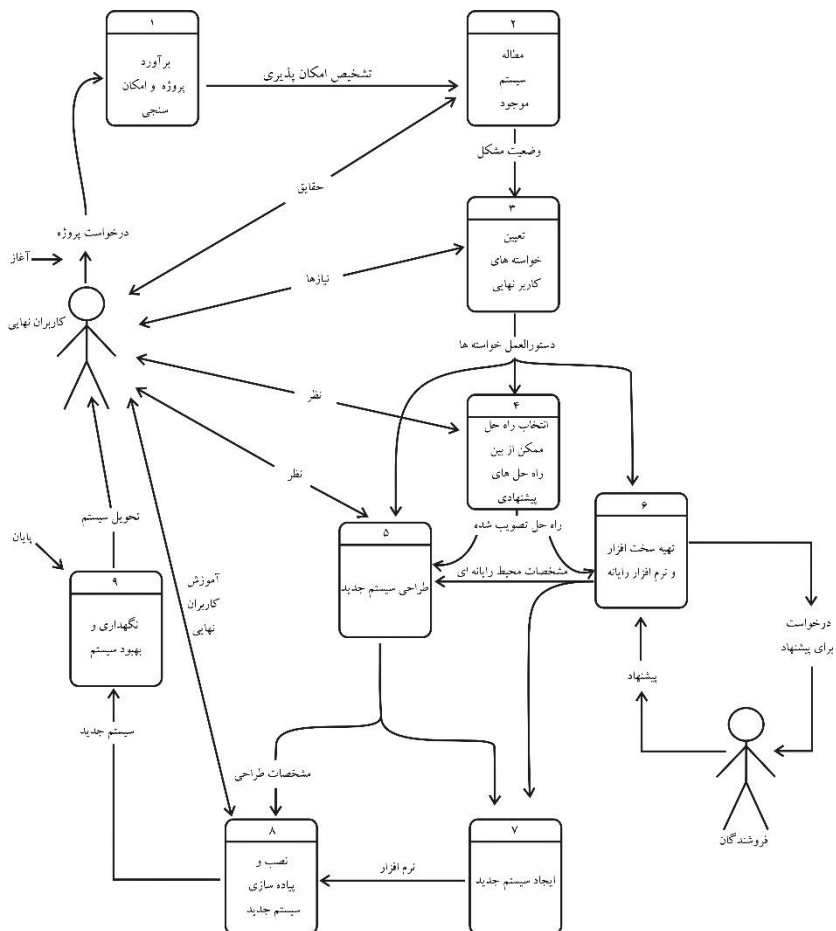 ۱
برآورد
پروژه و امکان
سنجی
تشخیص امکان پذیری
۲
مطاله
سیستم
موجود
وضعیت مشکل
حقایق
۳
تعیین
خواسته های
کاربر نهایی
درخواست پروژه
آغاز
نیازها
کاربران نهایی
دستورالعمل خواسته ها
نظر
۴
انتخاب راه حل
ممکن از بین
راه حل های
پیشنهادی
نظر
راه حل تصویب شده
۶
تهیه سخت افزار
و نرم افزار رایانه
تحویل سیستم
پایان
۵
طراحی سیستم جدید
مشخصات محیط رایانه ای
آموزش
کاربران
نهایی
۹
نگهداری و
بهبود سیستم
درخواست
برای پیشنهاد
پیشنهاد
سیستم جدید
مشخصات طراحی
فروشندگان
۸
نصب و
پیاده سازی
سیستم جدید
نرم افزار
۷
ایجاد سیستم جدید